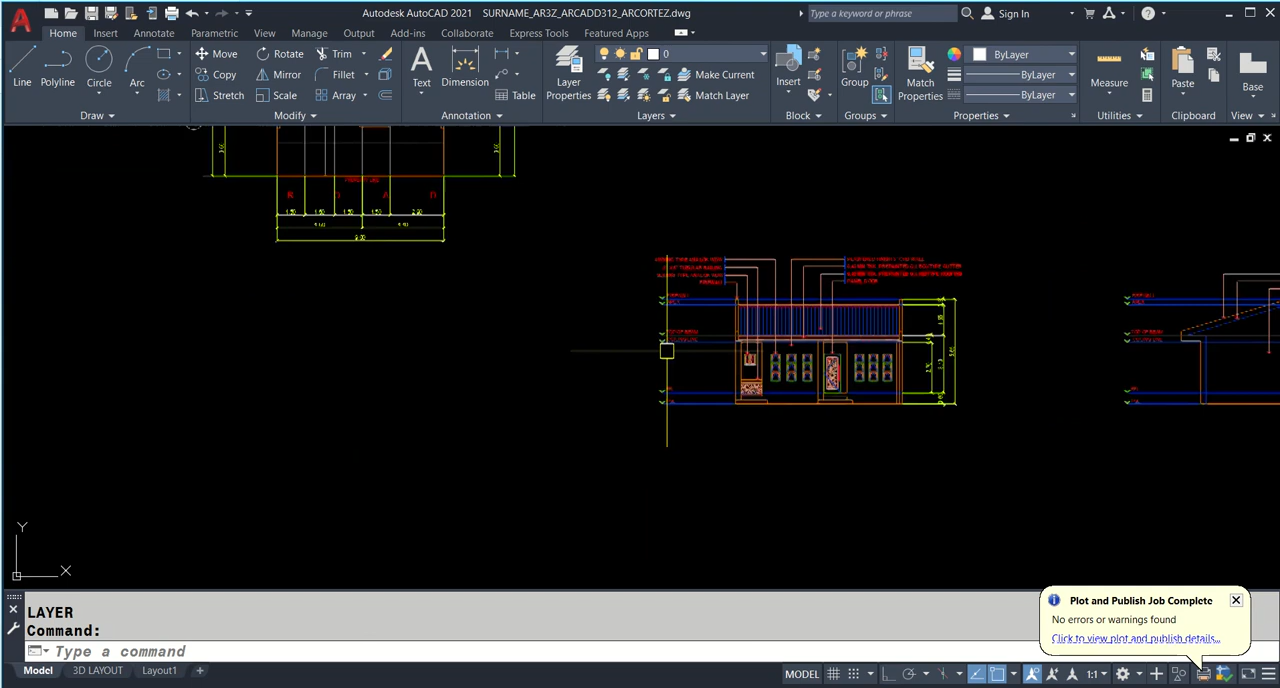 Autodesk AutoCAD 2021 SURNAME_AR3Z_ARCADD312_ARCORTEZ.dwg
Type a keyword or phrase
Sign In
Home Insert Annotate Parametric View Manage Output Add-ins Collaborate Express Tools Featured Apps
Line Polyline Circle Arc
Move Rotate Trim
Copy Mirror Fillet
Stretch Scale Array
Text Dimension Table
Layer Properties
0
Make Current
Match Layer
Insert
Group
Match Properties
ByLayer
ByLayer
ByLayer
Measure
Paste
Base
Draw Modify Annotation Layers Block Groups Properties Utilities Clipboard View
Y
X
LAYER
Command:
Type a command
Plot and Publish Job Complete
No errors or warnings found
Click to view plot and publish details...
Model 3D LAYOUT Layout1 +
MODEL 1:1